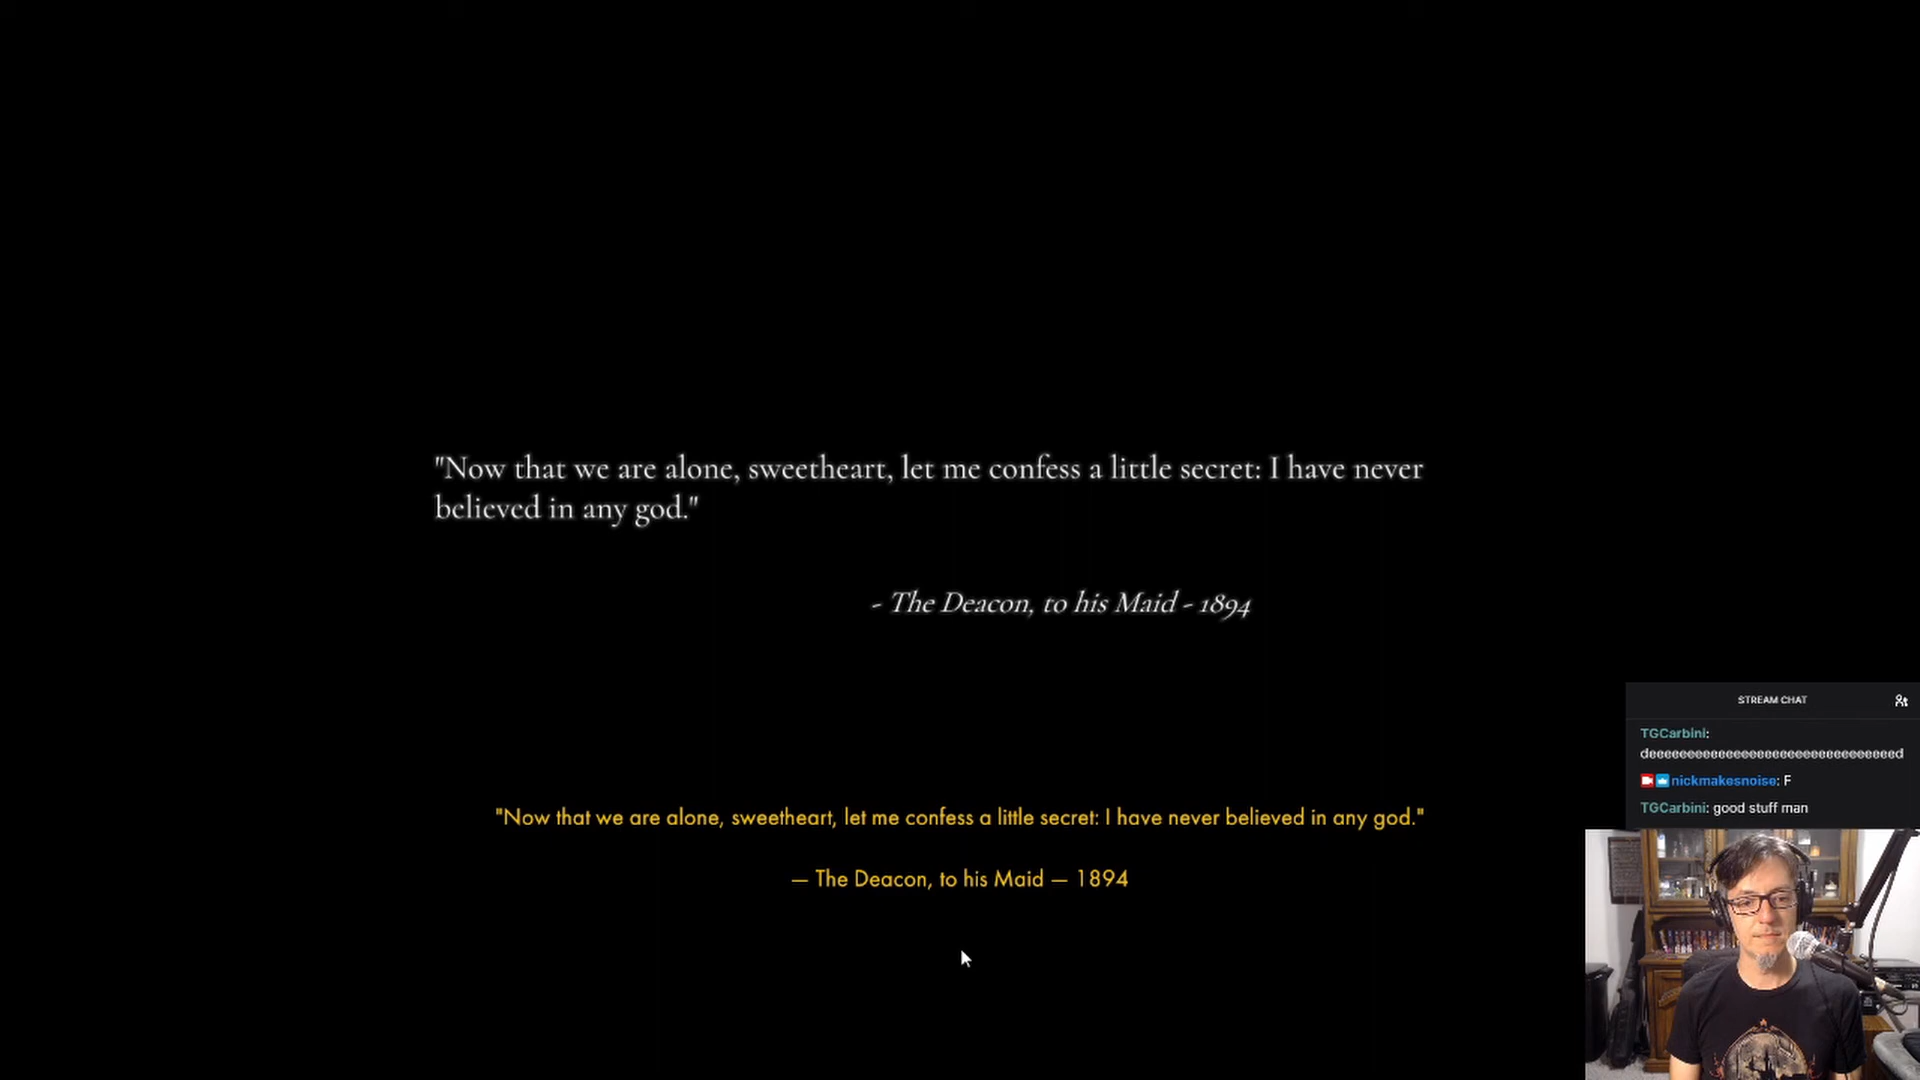 "Now that we are alone, sweetheart, let me confess a little secret: I have never
believed in any god."
- The Deacon, to his Maid - 1894
"Now that we are alone, sweetheart, let me confess a little secret: I have never believed in any god."
— The Deacon, to his Maid — 1894
STREAM CHAT
TGCarbini:
deeeeeeeeeeeeeeeeeeeeeeeeeeeeeeeeed
nickmakesnoise: F
TGCarbini: good stuff man